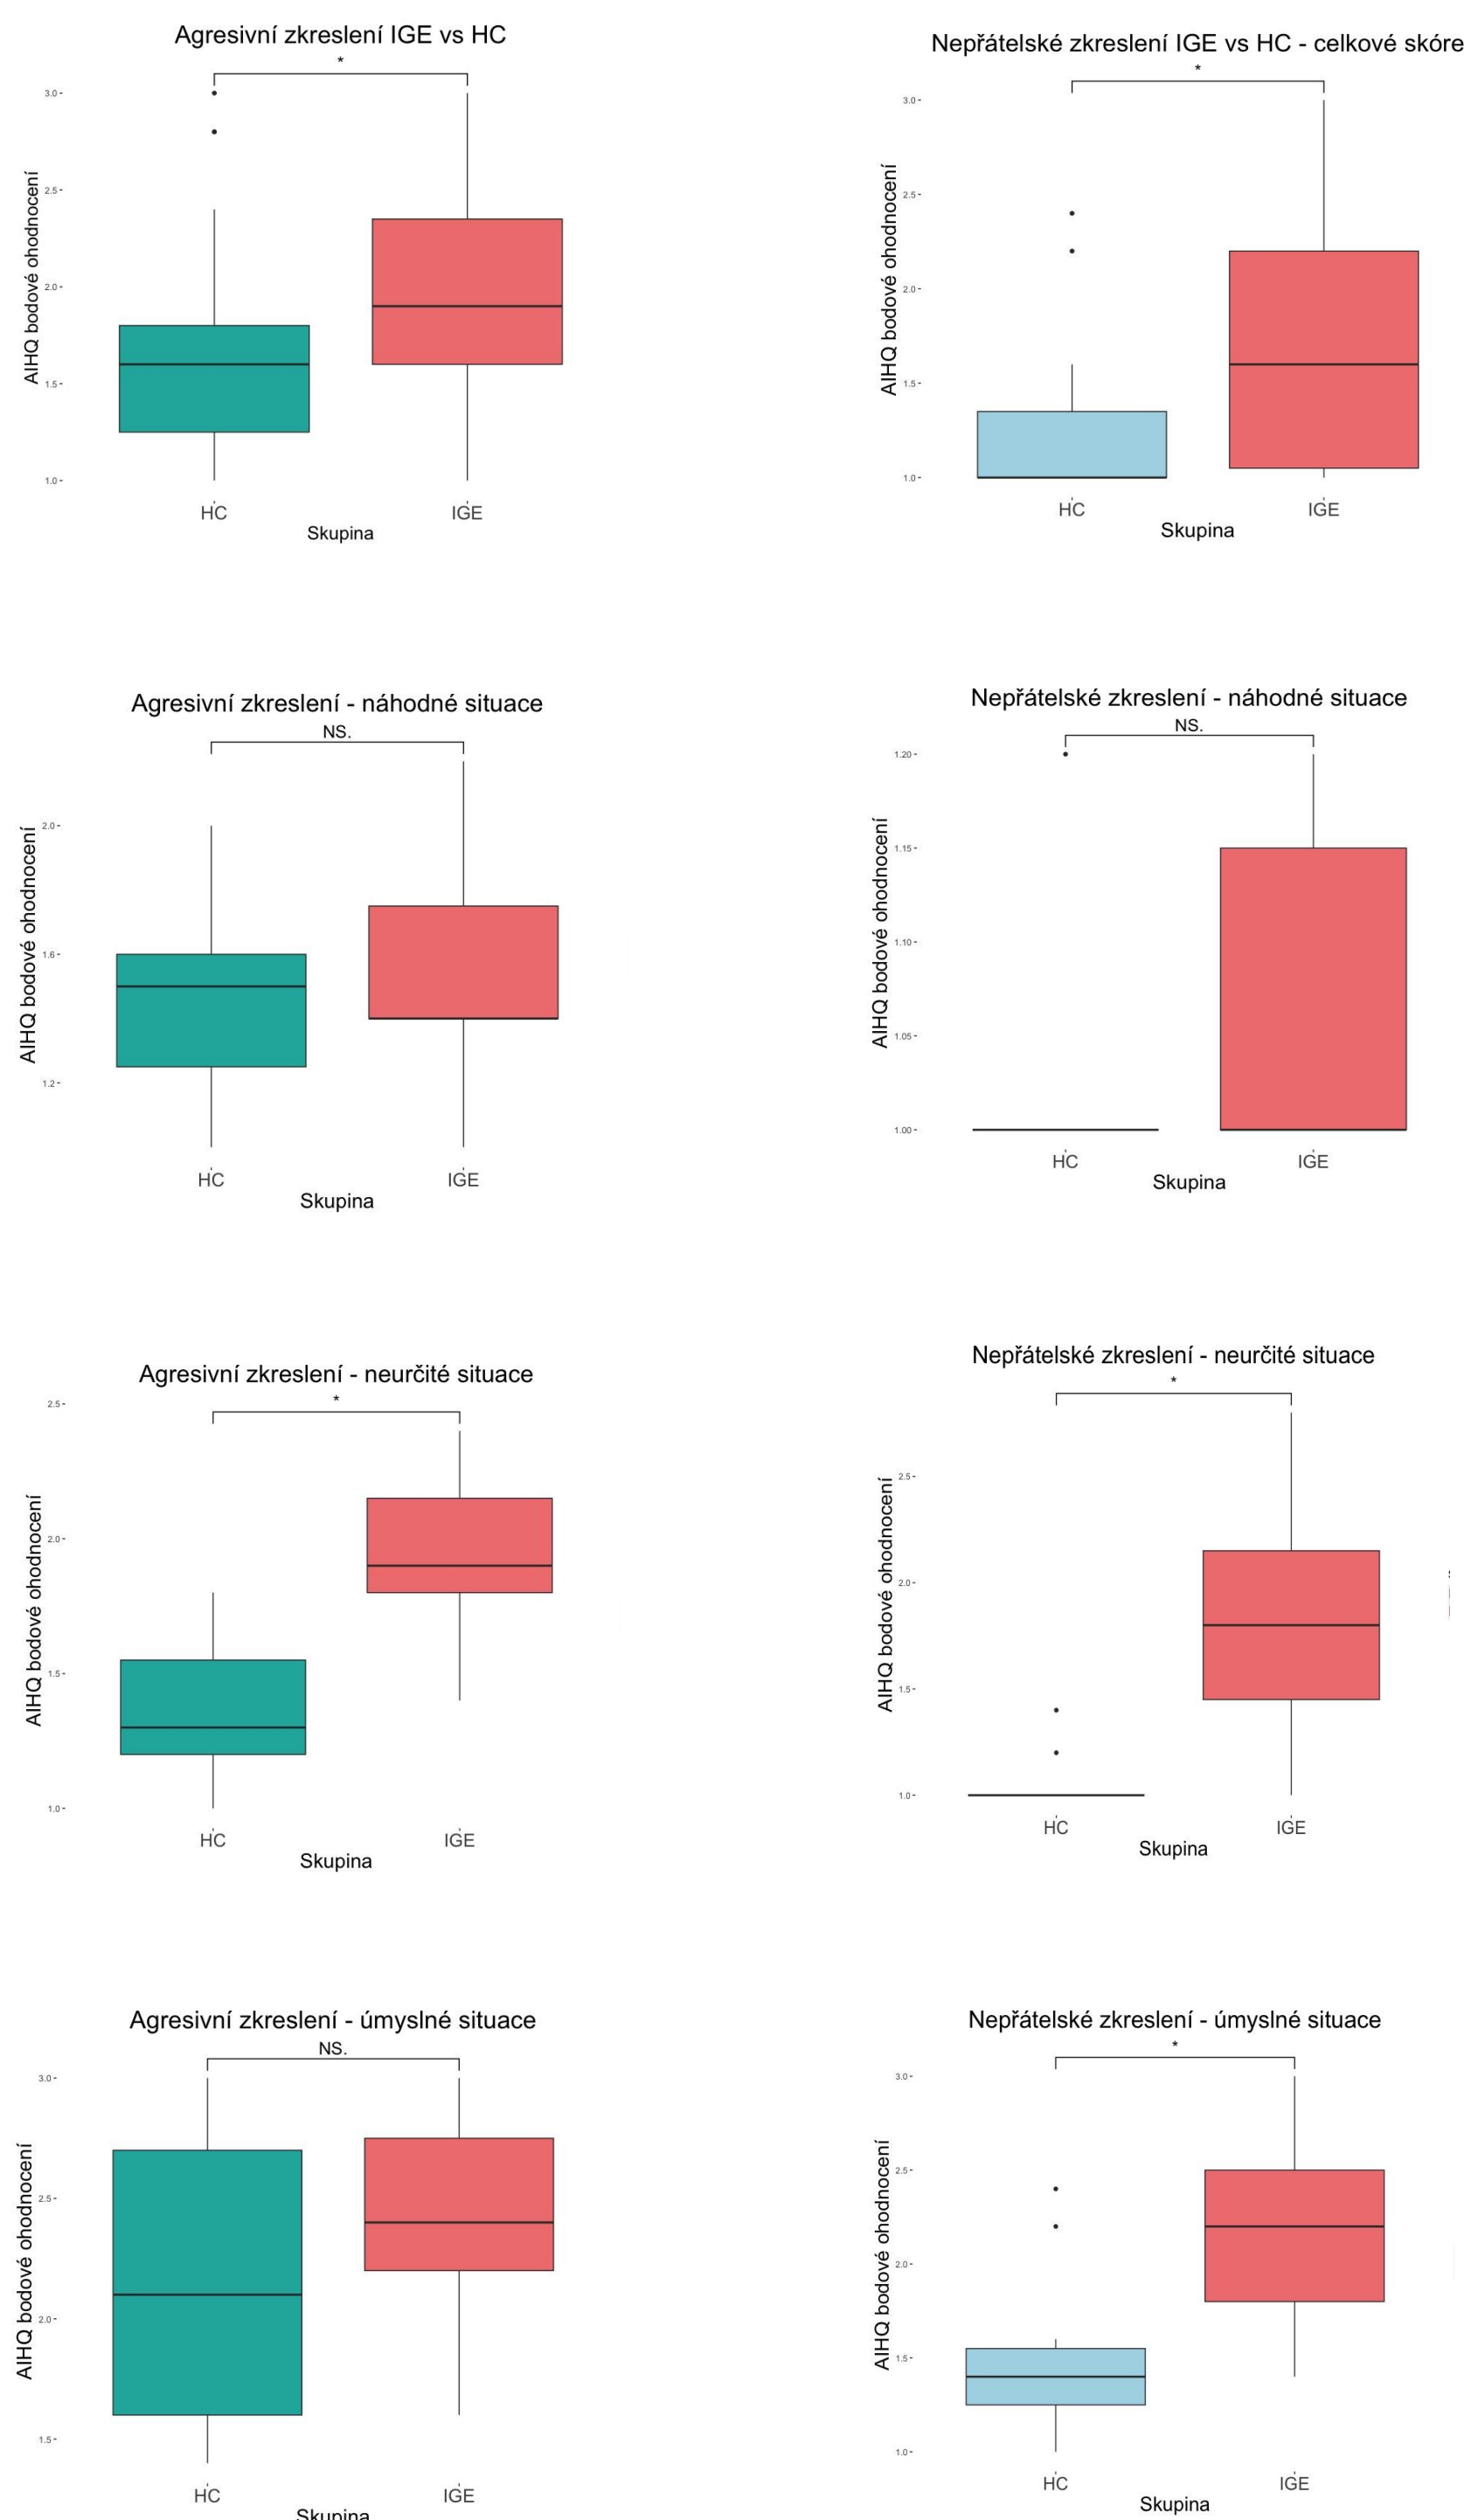 Agresivní zkreslení IGE vs HC
*
3.0
2.5
2.0
1.5
1.0
AIHQ bodové ohodnocení
HC
IGE
Skupina
Nepřátelské zkreslení IGE vs HC - celkové skóre
*
3.0
2.5
2.0
1.5
1.0
AIHQ bodové ohodnocení
HC
IGE
Skupina
Agresivní zkreslení - náhodné situace
NS.
2.0
1.6
1.2
AIHQ bodové ohodnocení
HC
IGE
Skupina
Nepřátelské zkreslení - náhodné situace
NS.
1.20
1.15
1.10
1.05
1.00
AIHQ bodové ohodnocení
HC
IGE
Skupina
Agresivní zkreslení - neurčité situace
*
2.5
2.0
1.5
1.0
AIHQ bodové ohodnocení
HC
IGE
Skupina
Nepřátelské zkreslení - neurčité situace
*
2.5
2.0
1.5
1.0
AIHQ bodové ohodnocení
HC
IGE
Skupina
Agresivní zkreslení - úmyslné situace
NS.
3.0
2.5
2.0
1.5
AIHQ bodové ohodnocení
HC
IGE
Skupina
Nepřátelské zkreslení - úmyslné situace
*
3.0
2.5
2.0
1.5
1.0
AIHQ bodové ohodnocení
HC
IGE
Skupina